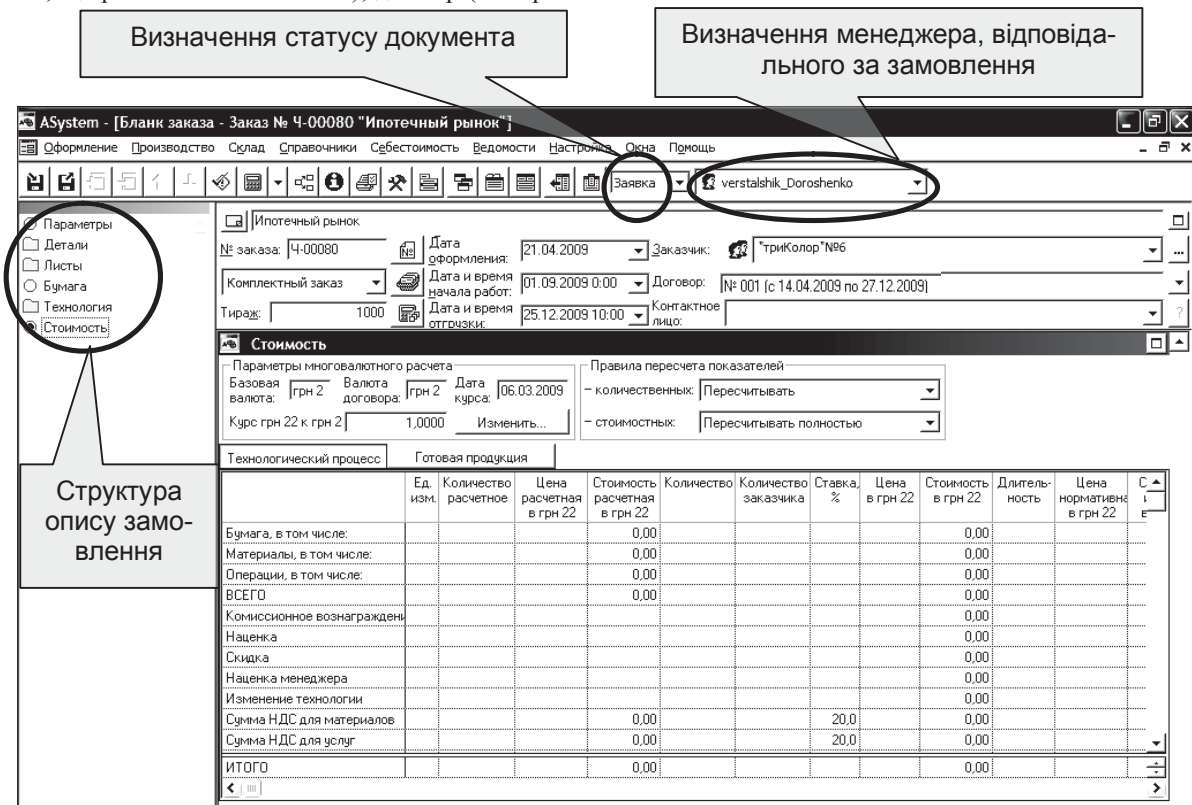 Визначення статусу документа
Визначення менеджера, відповіда-
льного за замовлення
ASystem - [Бланк заказа - Заказ № Ч-00080 "Ипотечный рынок"]
Оформление Производство Склад Справочники Себестоимость Ведомости Настройка Окна Помощь
Заявка verstalshik_Doroshenko
Параметры
Детали
Листы
Бумага
Технология
Стоимость
Структура
опису замо-
влення
Ипотечный рынок
№ заказа: Ч-00080 № Дата оформления: 21.04.2009 Заказчик: "триКолор"№6 ...
Комплектный заказ Дата и время начала работ: 01.09.2009 0:00 Договор: № 001 (с 14.04.2009 по 27.12.2009)
Тираж: 1000 Дата и время отгрузки: 25.12.2009 10:00 Контактное лицо: ?
Стоимость
Параметры многовалютного расчета Правила пересчета показателей
Базовая валюта: грн 2 Валюта договора: грн 2 Дата курса: 06.03.2009 – количественных: Пересчитывать
Курс грн 22 к грн 2 1,0000 Изменить... – стоимостных: Пересчитывать полностью
Технологический процесс Готовая продукция
Ед. изм. Количество расчетное Цена расчетная в грн 22 Стоимость расчетная в грн 22 Количество Количество заказчика Ставка, % Цена в грн 22 Стоимость в грн 22 Длитель-ность Цена нормативна в грн 22
Бумага, в том числе: 0,00 0,00
Материалы, в том числе: 0,00 0,00
Операции, в том числе: 0,00 0,00
ВСЕГО 0,00 0,00
Комиссионное вознаграждени 0,00
Наценка 0,00
Скидка 0,00
Наценка менеджера 0,00
Изменение технологии 0,00
Сумма НДС для материалов 0,00 20,0 0,00
Сумма НДС для услуг 0,00 20,0 0,00
ИТОГО 0,00 0,00